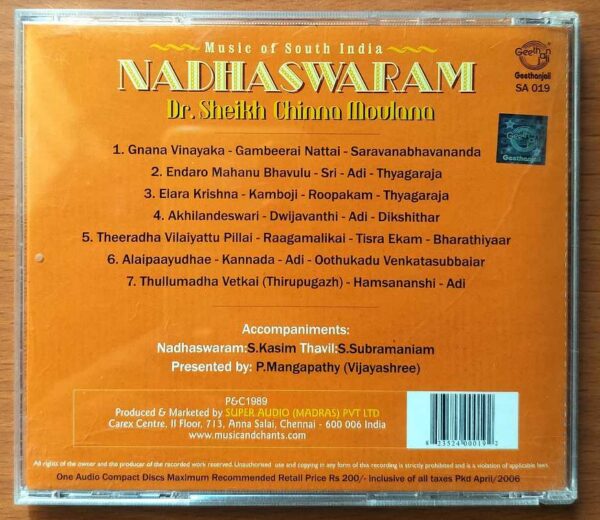 Music of South India
NADHASWARAM
Dr. Sheikh Chinna Moulana
Geethanjali
Geethanjali
SA 019
Geethanjali
1. Gnana Vinayaka - Gambeerai Nattai - Saravanabhavananda
2. Endaro Mahanu Bhavulu - Sri - Adi - Thyagaraja
3. Elara Krishna - Kamboji - Roopakam - Thyagaraja
4. Akhilandeswari - Dwijavanthi - Adi - Dikshithar
5. Theeradha Vilaiyattu Pillai - Raagamalikai - Tisra Ekam - Bharathiyaar
6. Alaipaayudhae - Kannada - Adi - Oothukadu Venkatasubbaiar
7. Thullumadha Vetkai (Thirupugazh) - Hamsananshi - Adi
Accompaniments:
Nadhaswaram:S.Kasim Thavil:S.Subramaniam
Presented by: P.Mangapathy (Vijayashree)
P&C1989
Produced & Marketed by SUPER AUDIO (MADRAS) PVT LTD
Carex Centre, II Floor, 713, Anna Salai, Chennai - 600 006 India
www.musicandchants.com
8 23524 00019 2
All rights of the owner and the producer of the recorded work reserved. Unauthorised use and copying in any form of this recording is strictly prohibited and is a violation of applicable laws.
One Audio Compact Discs Maximum Recommended Retail Price Rs 200/- Inclusive of all taxes Pkd April/2006